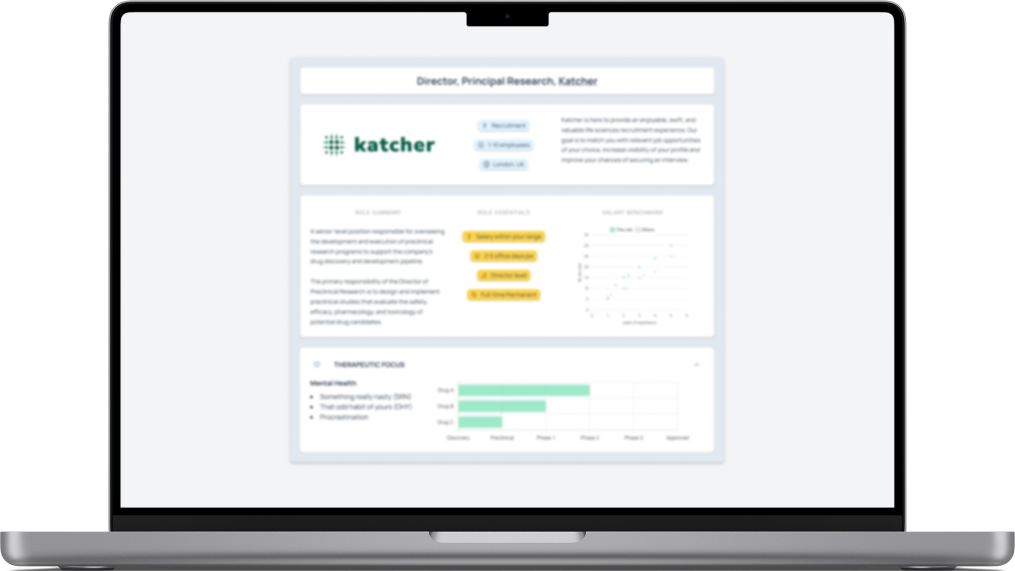 Director, Principal Research, Katcher
katcher
Recruitment
1-10 employees
London, UK
Katcher is here to provide an enjoyable, swift, and
valuable life sciences recruitment experience. Our
goal is to match you with relevant job opportunities
of your choice, increase visibility of your profile and
improve your chances of securing an interview.
ROLE SUMMARY
A senior level position responsible for overseeing
the development and execution of preclinical
research programs to support the company's
drug discovery and development pipeline.
The primary responsibility of the Director of
Preclinical Research is to design and implement
preclinical studies that evaluate the safety,
efficacy, pharmacology, and toxicology of
potential drug candidates.
ROLE ESSENTIALS
Salary within your range
2-3 office days pw
Director level
Full-time Permanent
SALARY BENCHMARK
THERAPEUTIC FOCUS
Mental Health
Something really nasty (SRN)
That odd habit of yours (OHY)
Procrastination
Drug A
Drug B
Drug C
Discovery Preclinical Phase 1 Phase 2 Phase 3 Approved